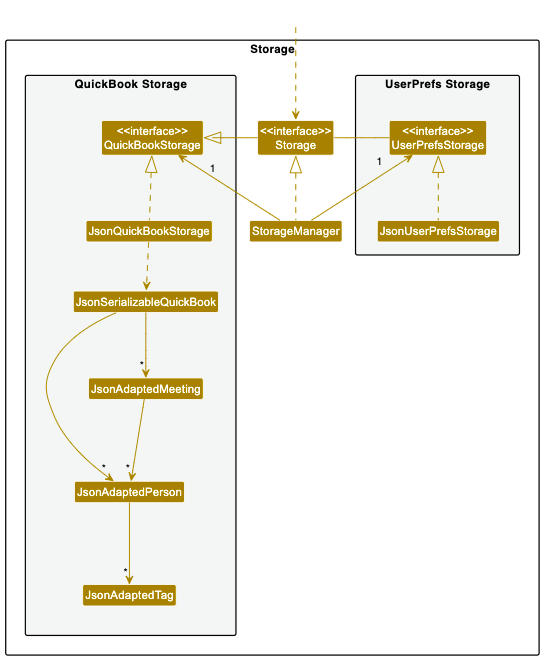 Storage
QuickBook Storage
UserPrefs Storage
<<interface>>
QuickBookStorage
<<interface>>
Storage
<<interface>>
UserPrefsStorage
1
1
JsonQuickBookStorage
StorageManager
JsonUserPrefsStorage
JsonSerializableQuickBook
*
JsonAdaptedMeeting
*
*
JsonAdaptedPerson
*
JsonAdaptedTag